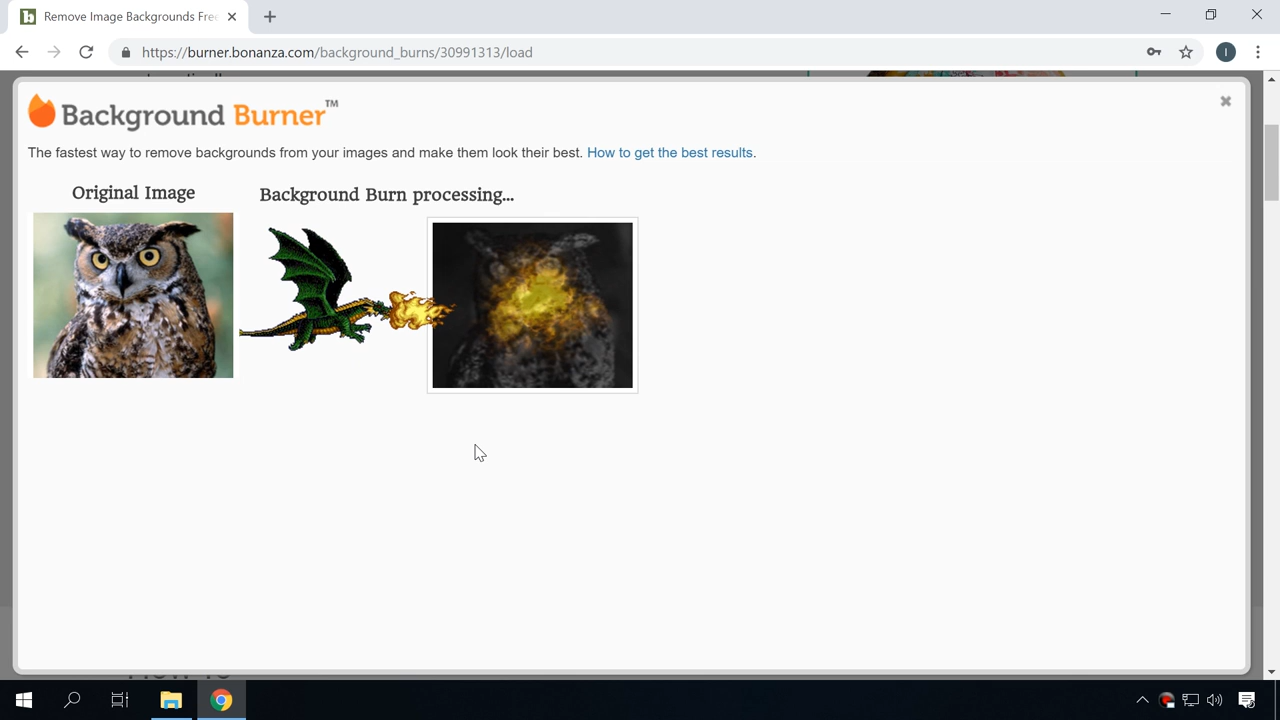 Remove Image Backgrounds Free
https://burner.bonanza.com/background_burns/30991313/load
I
Background Burner™
The fastest way to remove backgrounds from your images and make them look their best. How to get the best results.
Original Image
Background Burn processing...